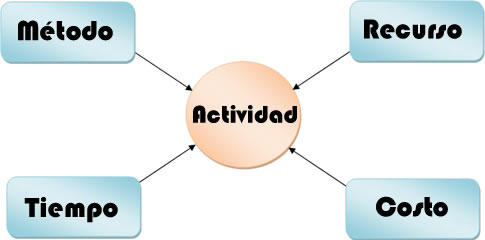 Método
Recurso
Actividad
Tiempo
Costo